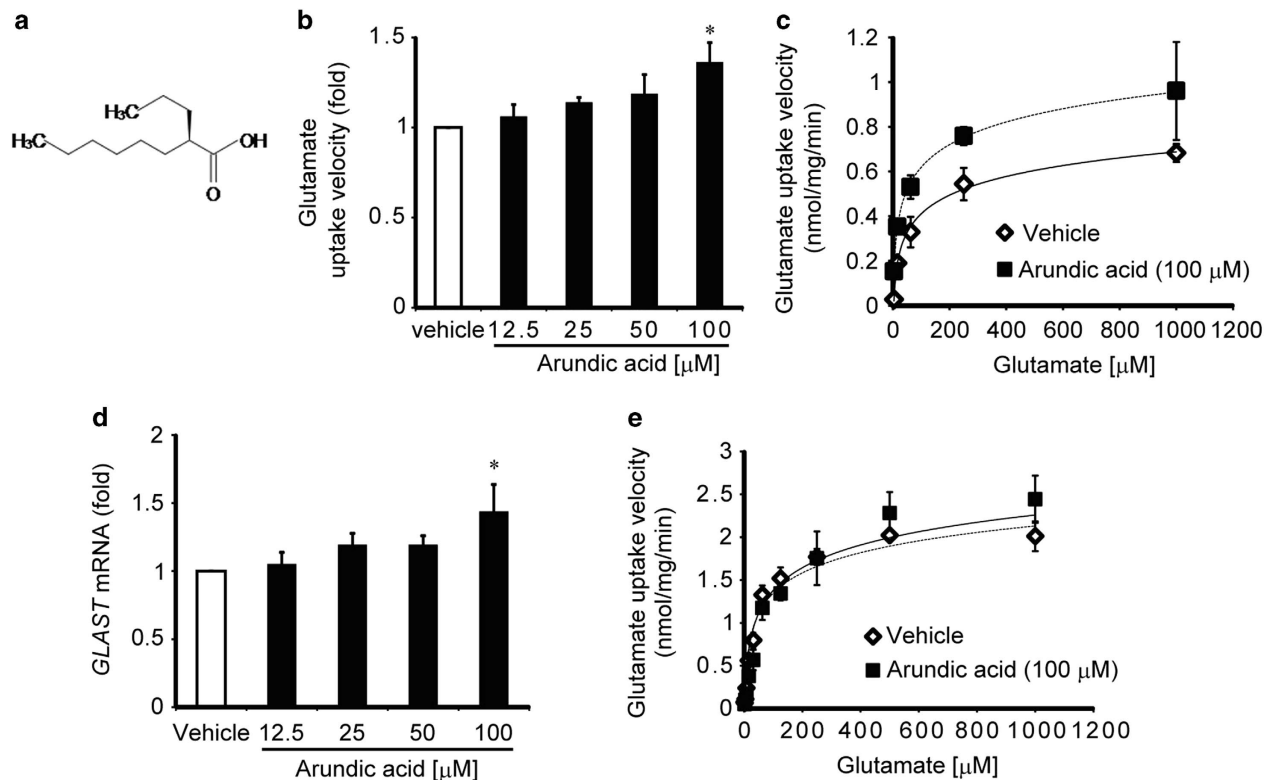 a
H₃C
H₃C
OH
O
b
Glutamate
uptake velocity (fold)
1.5
1
0.5
0
*
vehicle 12.5 25 50 100
Arundic acid [μM]
c
Glutamate uptake velocity
(nmol/mg/min)
1.2
1
0.8
0.6
0.4
0.2
0
Vehicle
Arundic acid (100 μM)
0 200 400 600 800 1000 1200
Glutamate [μM]
d
GLAST mRNA (fold)
2
1.5
1
0.5
0
*
Vehicle 12.5 25 50 100
Arundic acid [μM]
e
Glutamate uptake velocity
(nmol/mg/min)
3
2.5
2
1.5
1
0.5
0
Vehicle
Arundic acid (100 μM)
0 200 400 600 800 1000 1200
Glutamate [μM]